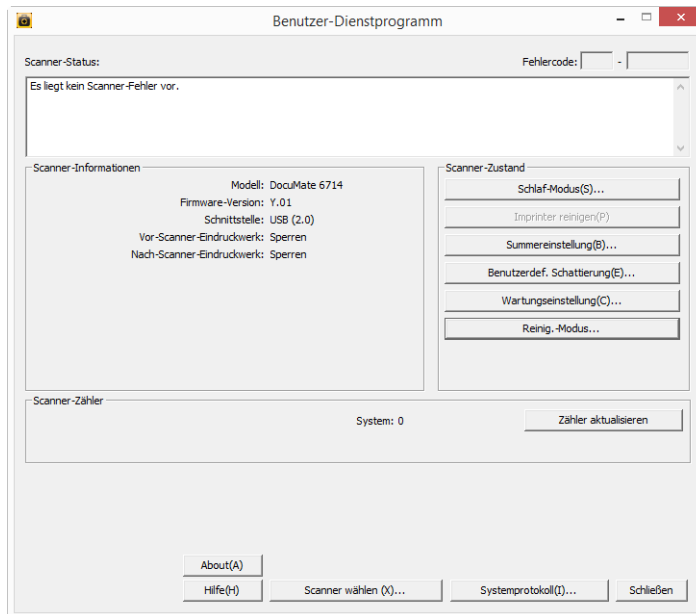 Benutzer-Dienstprogramm
Scanner-Status:
Fehlercode:
-
Es liegt kein Scanner-Fehler vor.
Scanner-Informationen
Modell: DocuMate 6714
Firmware-Version: Y.01
Schnittstelle: USB (2.0)
Vor-Scanner-Eindruckwerk: Sperren
Nach-Scanner-Eindruckwerk: Sperren
Scanner-Zustand
Schlaf-Modus(S)...
Imprinter reinigen(P)
Summereinstellung(B)...
Benutzerdef. Schattierung(E)...
Wartungseinstellung(C)...
Reinig.-Modus...
Scanner-Zähler
System: 0
Zähler aktualisieren
About(A)
Hilfe(H)
Scanner wählen (X)...
Systemprotokoll(I)...
Schließen